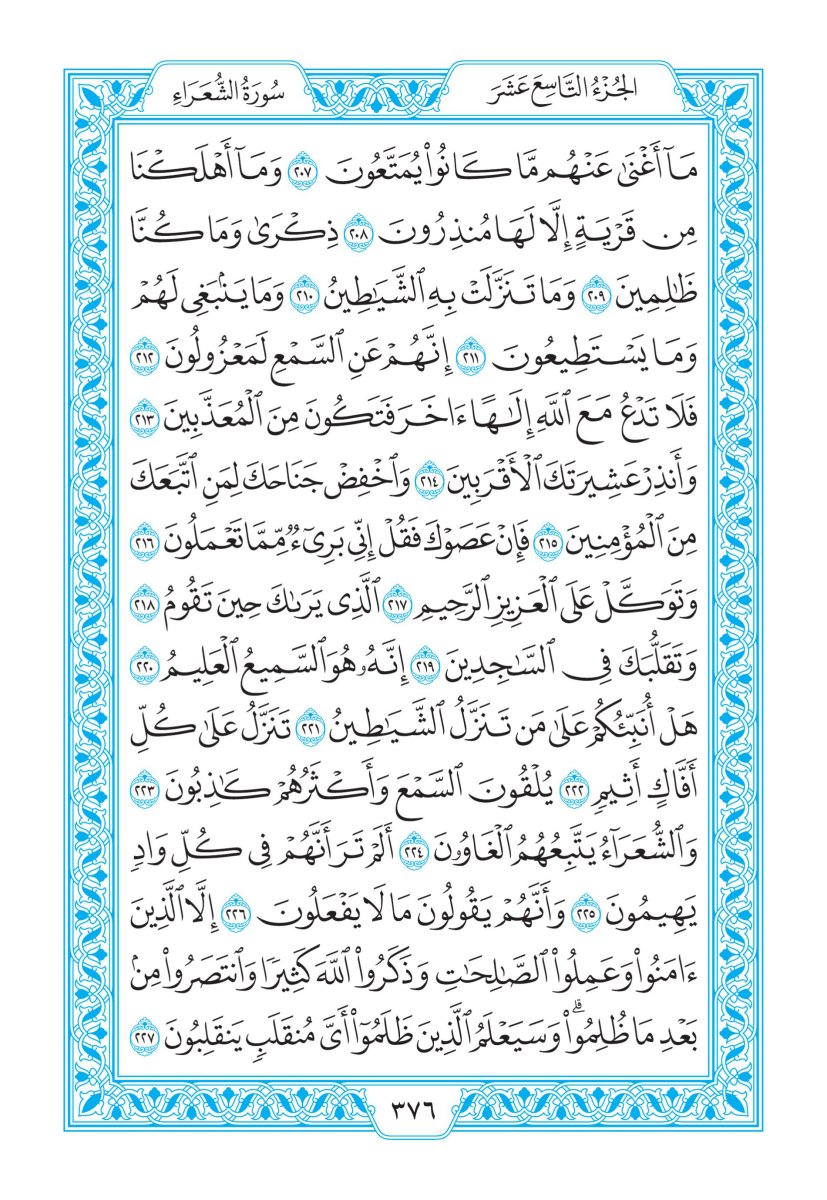 الجُزْءُ التَّاسِعَ عَشَرَ
سُورَةُ الشُّعَرَاءِ
مَآ أَغْنَىٰ عَنْهُم مَّا كَانُوا۟ يُمَتَّعُونَ ٢٠٧ وَمَآ أَهْلَكْنَا
مِن قَرْيَةٍ إِلَّا لَهَا مُنذِرُونَ ٢٠٨ ذِكْرَىٰ وَمَا كُنَّا
ظَٰلِمِينَ ٢٠٩ وَمَا تَنَزَّلَتْ بِهِ ٱلشَّيَٰطِينُ ٢١٠ وَمَا يَنۢبَغِى لَهُمْ
وَمَا يَسْتَطِيعُونَ ٢١١ إِنَّهُمْ عَنِ ٱلسَّمْعِ لَمَعْزُولُونَ ٢١٢
فَلَا تَدْعُ مَعَ ٱللَّهِ إِلَٰهًا ءَاخَرَ فَتَكُونَ مِنَ ٱلْمُعَذَّبِينَ ٢١٣
وَأَنذِرْ عَشِيرَتَكَ ٱلْأَقْرَبِينَ ٢١٤ وَٱخْفِضْ جَنَاحَكَ لِمَنِ ٱتَّبَعَكَ
مِنَ ٱلْمُؤْمِنِينَ ٢١٥ فَإِنْ عَصَوْكَ فَقُلْ إِنِّى بَرِىٓءٌ مِّمَّا تَعْمَلُونَ ٢١٦
وَتَوَكَّلْ عَلَى ٱلْعَزِيزِ ٱلرَّحِيمِ ٢١٧ ٱلَّذِى يَرَىٰكَ حِينَ تَقُومُ ٢١٨
وَتَقَلُّبَكَ فِى ٱلسَّٰجِدِينَ ٢١٩ إِنَّهُۥ هُوَ ٱلسَّمِيعُ ٱلْعَلِيمُ ٢٢٠
هَلْ أُنَبِّئُكُمْ عَلَىٰ مَن تَنَزَّلُ ٱلشَّيَٰطِينُ ٢٢١ تَنَزَّلُ عَلَىٰ كُلِّ
أَفَّاكٍ أَثِيمٍ ٢٢٢ يُلْقُونَ ٱلسَّمْعَ وَأَكْثَرُهُمْ كَٰذِبُونَ ٢٢٣
وَٱلشُّعَرَآءُ يَتَّبِعُهُمُ ٱلْغَاوُۥنَ ٢٢٤ أَلَمْ تَرَ أَنَّهُمْ فِى كُلِّ وَادٍ
يَهِيمُونَ ٢٢٥ وَأَنَّهُمْ يَقُولُونَ مَا لَا يَفْعَلُونَ ٢٢٦ إِلَّا ٱلَّذِينَ
ءَامَنُوا۟ وَعَمِلُوا۟ ٱلصَّٰلِحَٰتِ وَذَكَرُوا۟ ٱللَّهَ كَثِيرًا وَٱنتَصَرُوا۟ مِنۢ
بَعْدِ مَا ظُلِمُوا۟ ۗ وَسَيَعْلَمُ ٱلَّذِينَ ظَلَمُوٓا۟ أَىَّ مُنقَلَبٍ يَنقَلِبُونَ ٢٢٧
٣٧٦